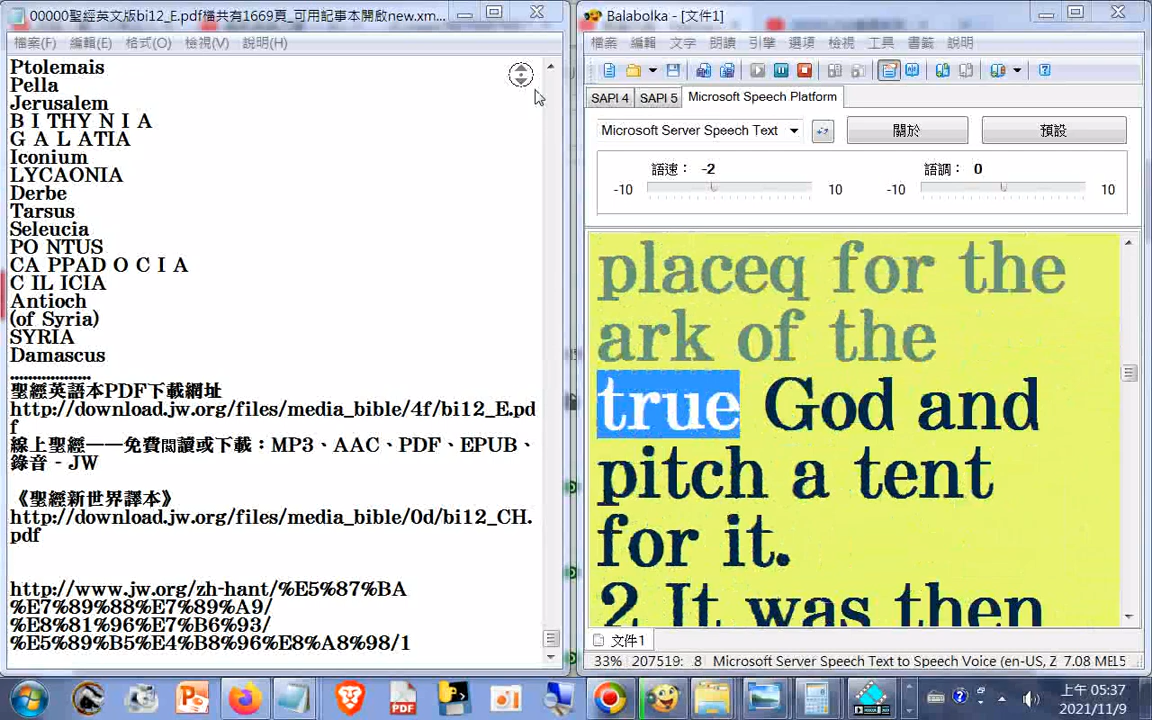 00000聖經英文版bi12_E.pdf檔共有1669頁_可用記事本開啟new.xm...
檔案(F) 編輯(E) 格式(O) 檢視(V) 說明(H)
Ptolemais
Pella
Jerusalem
B I THY N I A
G A L ATIA
Iconium
LYCAONIA
Derbe
Tarsus
Seleucia
PO NTUS
CA PPAD O C I A
C IL ICIA
Antioch
(of Syria)
SYRIA
Damascus
..................
聖經英語本PDF下載網址
http://download.jw.org/files/media_bible/4f/bi12_E.pd
f
線上聖經——免費閱讀或下載：MP3、AAC、PDF、EPUB、
錄音 - JW
《聖經新世界譯本》
http://download.jw.org/files/media_bible/0d/bi12_CH.
pdf
http://www.jw.org/zh-hant/%E5%87%BA
%E7%89%88%E7%89%A9/
%E8%81%96%E7%B6%93/
%E5%89%B5%E4%B8%96%E8%A8%98/1
Balabolka - [文件1]
檔案 編輯 文字 朗讀 引擎 選項 檢視 工具 書籤 說明
SAPI 4 SAPI 5 Microsoft Speech Platform
Microsoft Server Speech Text 關於 預設
語速： -2 語調： 0
-10 10 -10 10
placeq for the
ark of the
true God and
pitch a tent
for it.
2 It was then
文件1
33% 207519: 8 Microsoft Server Speech Text to Speech Voice (en-US, Z 7.08 МЕ15
PDF
上午 05:37
2021/11/9